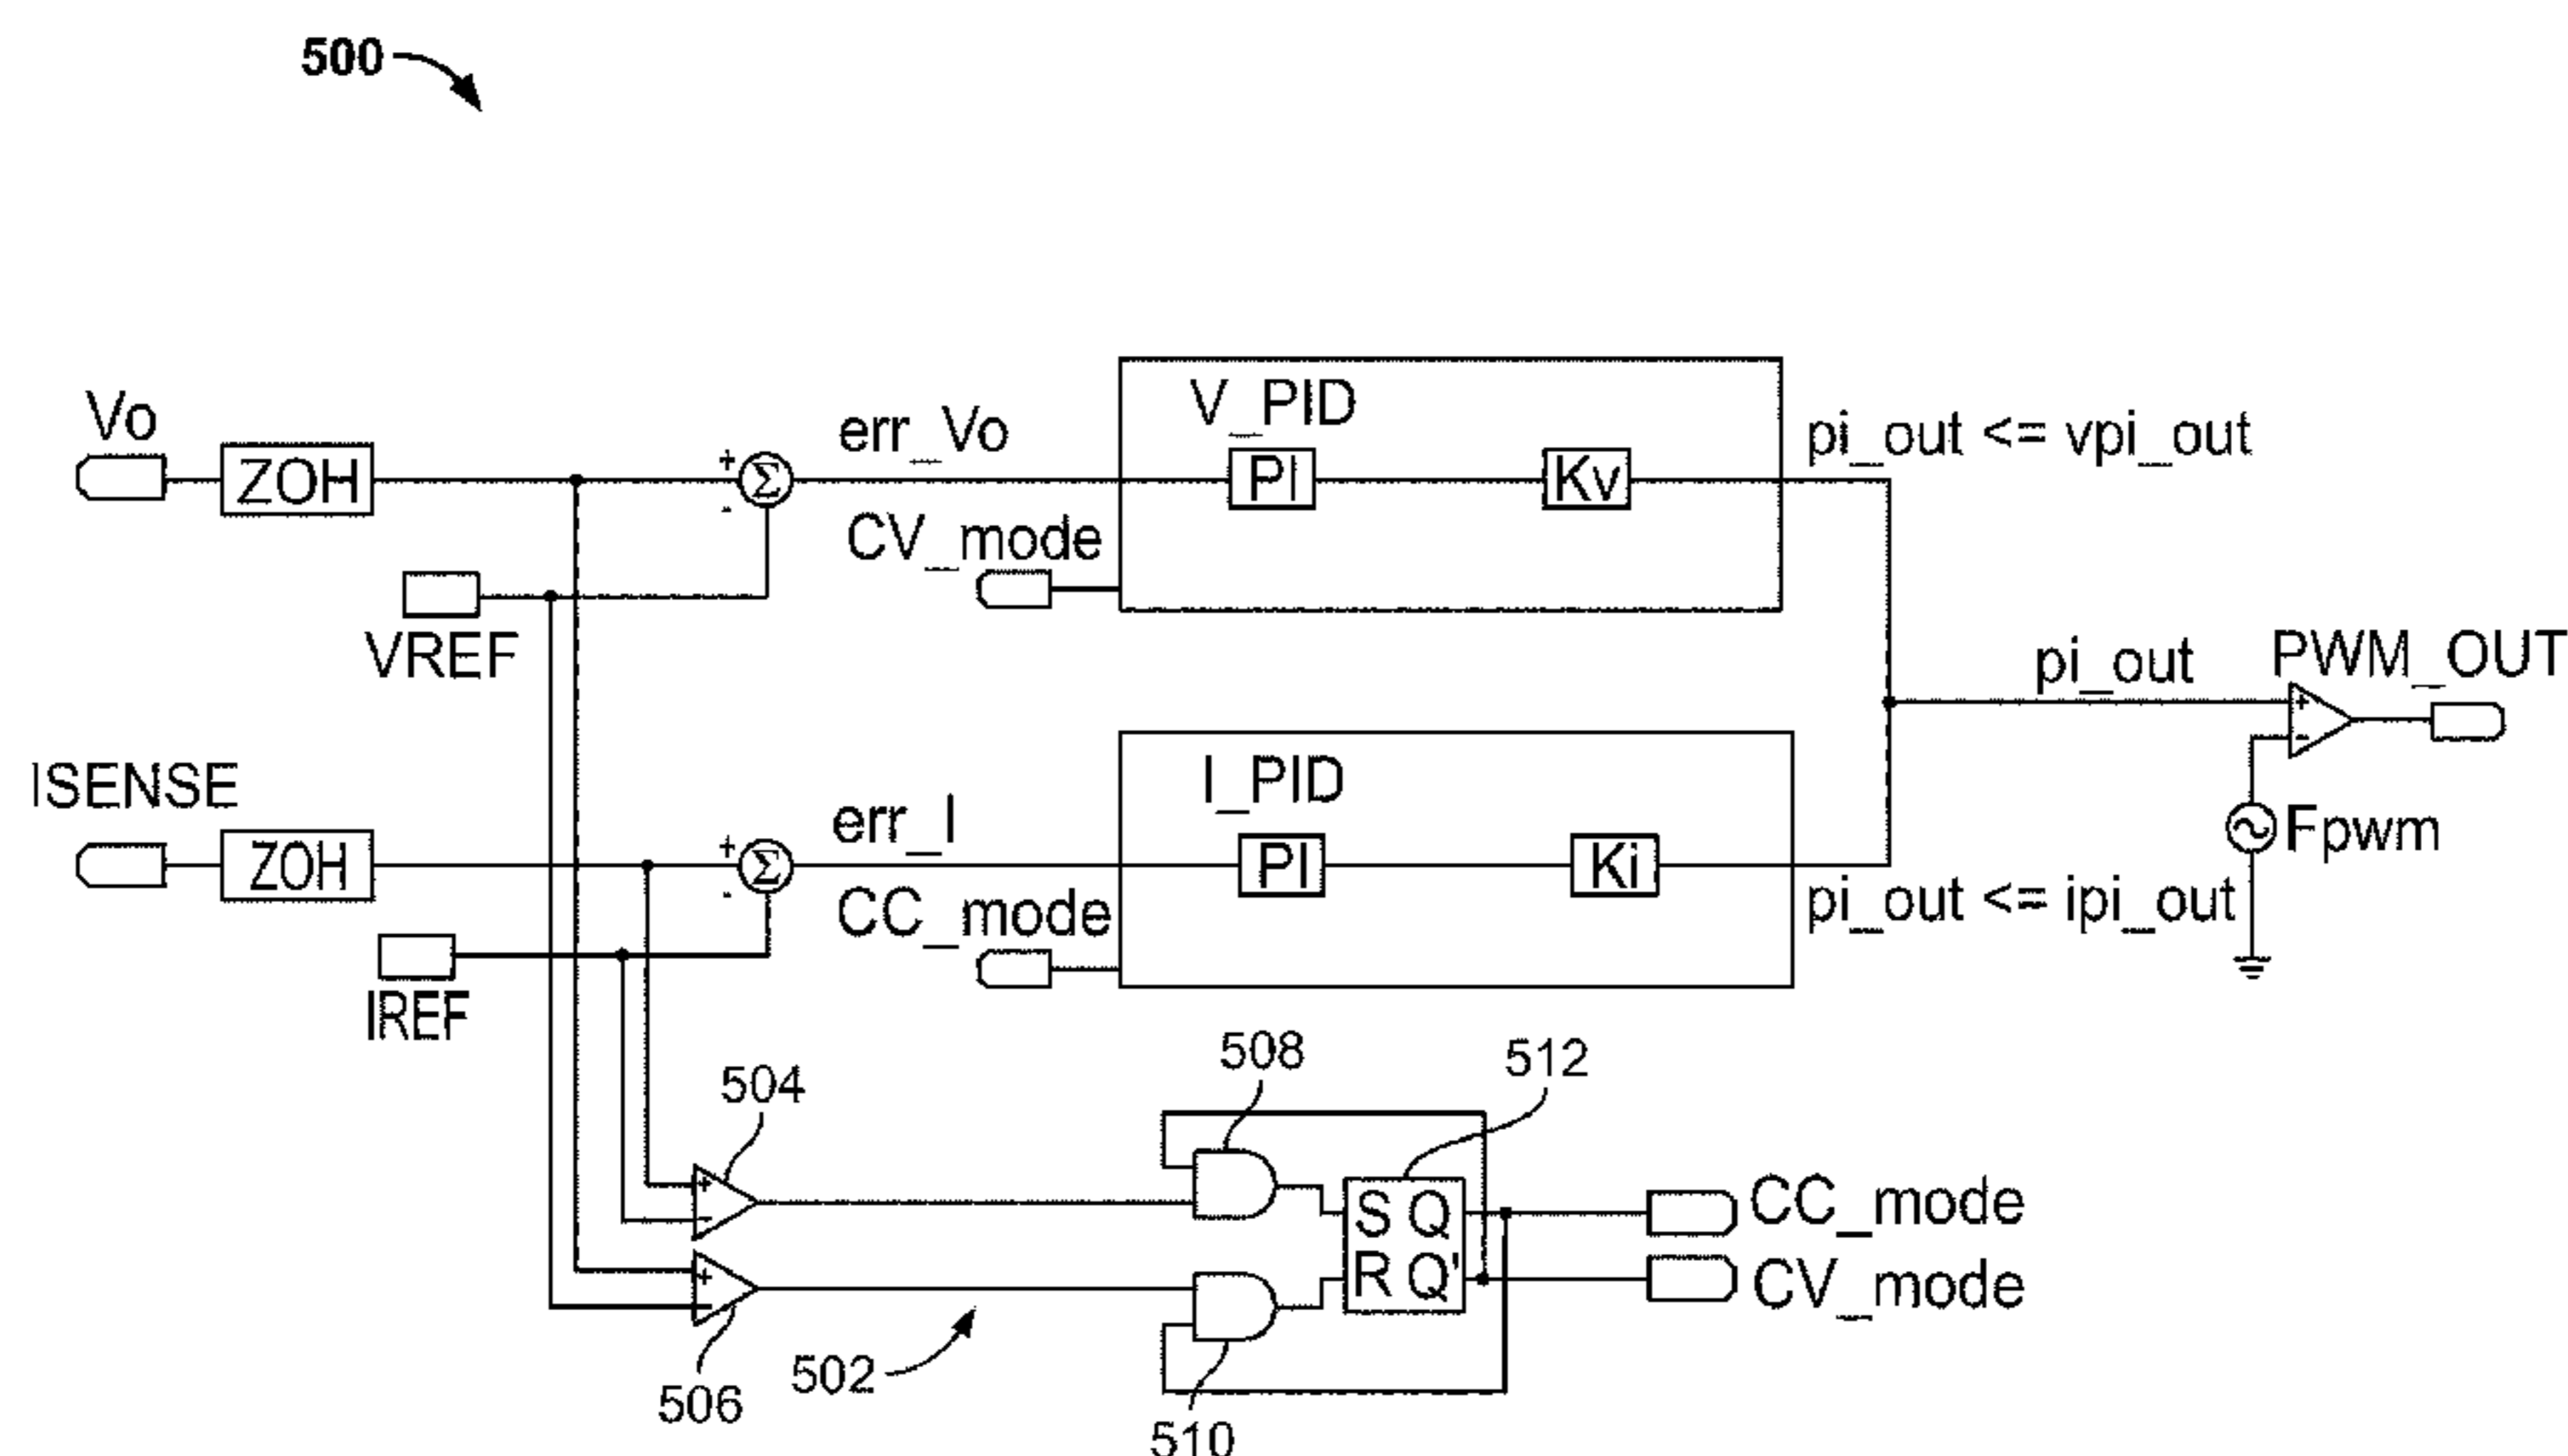 500
Vo
ZOH
+
-
Σ
err_Vo
CV_mode
V_PID
PI
Kv
pi_out <= vpi_out
VREF
pi_out
PWM_OUT
+
-
Fpwm
ISENSE
ZOH
+
-
Σ
err_I
CC_mode
I_PID
PI
Ki
pi_out <= ipi_out
IREF
504
508
512
+
-
S Q
R Q'
CC_mode
CV_mode
+
-
506
502
510